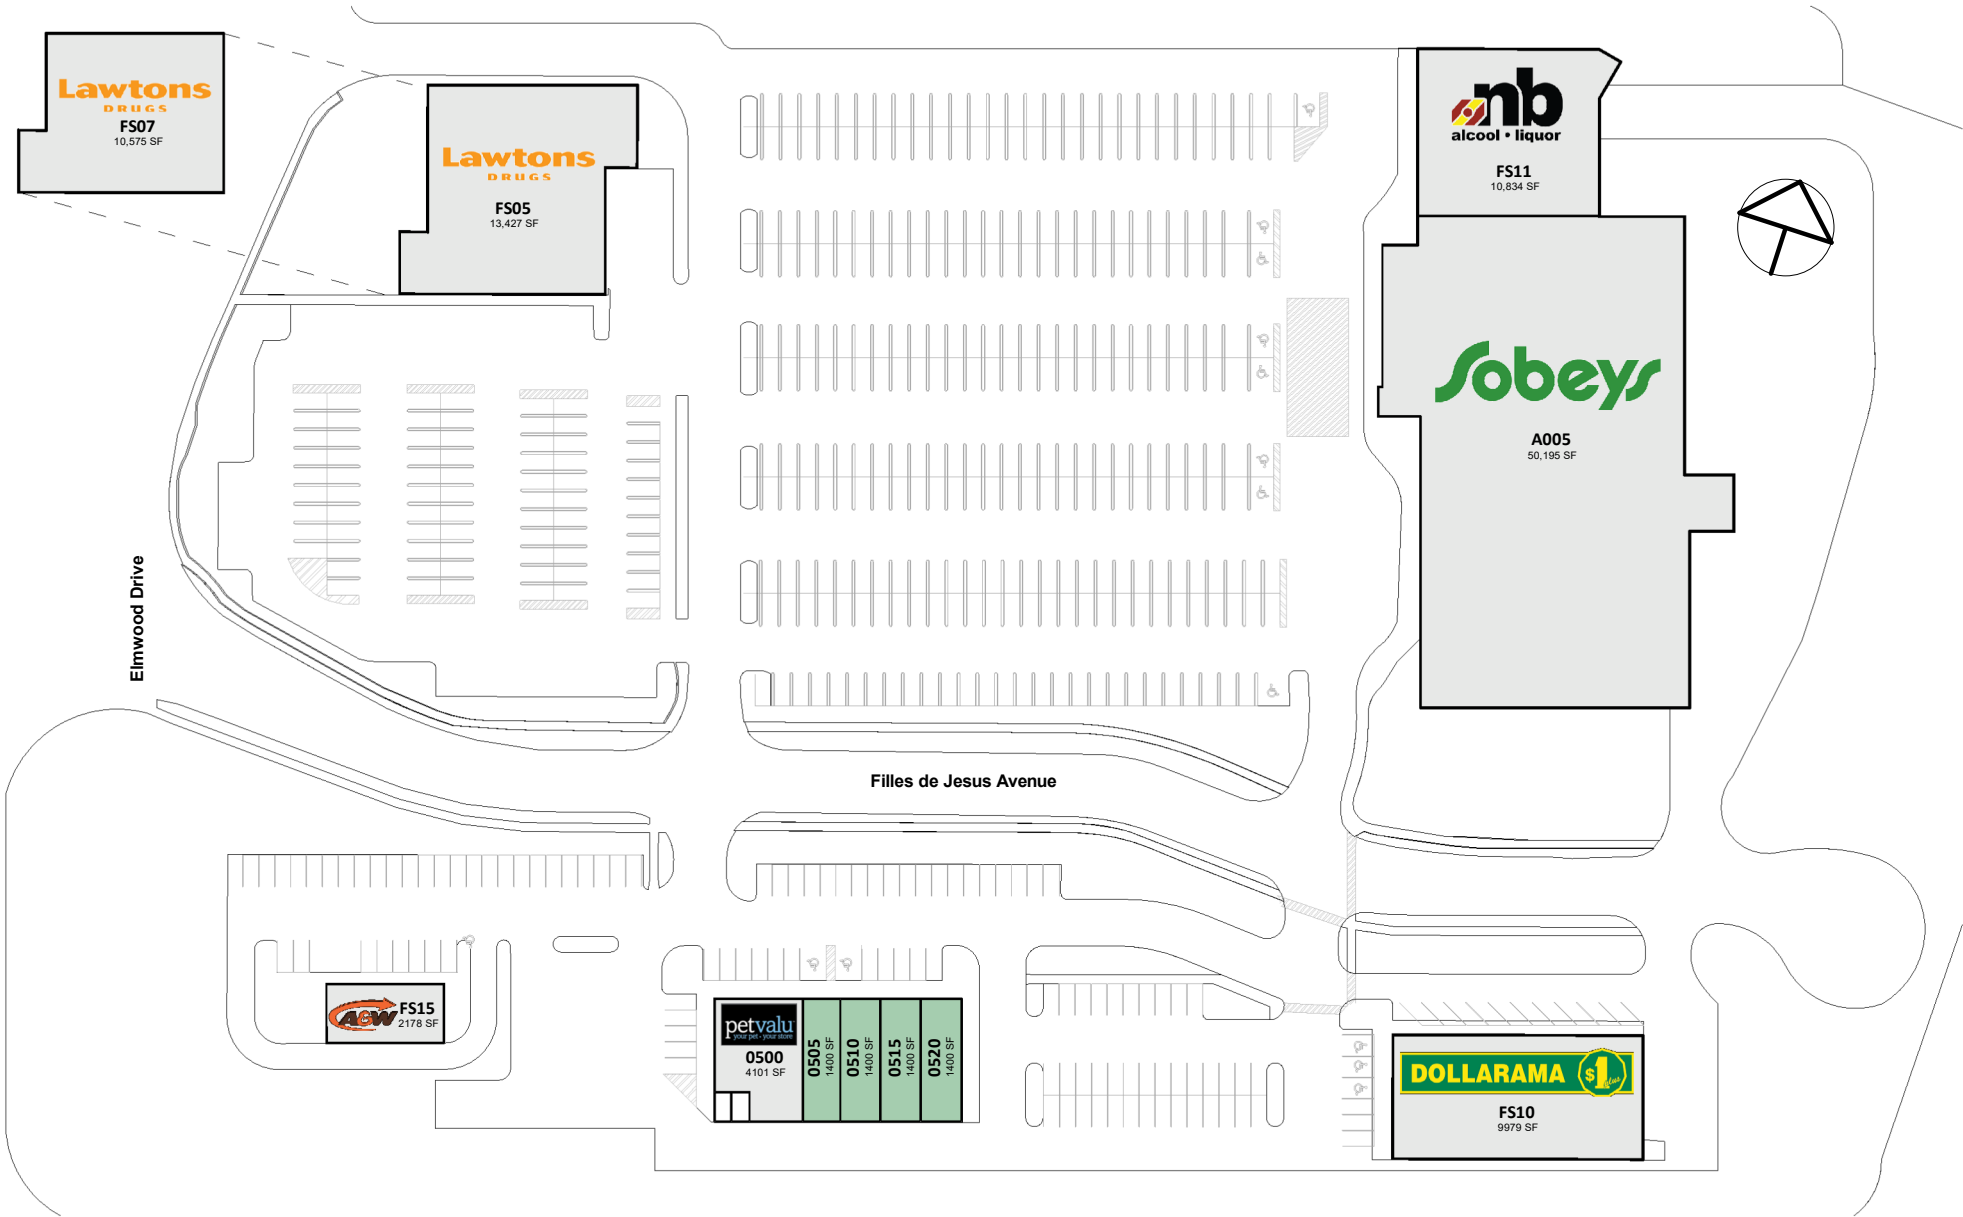 Lawtons
DRUGS
FS07
10,575 SF
Lawtons
DRUGS
FS05
13,427 SF
nb
alcool • liquor
FS11
10,834 SF
Sobeys
A005
50,195 SF
Elmwood Drive
Filles de Jesus Avenue
A&W
FS15
2178 SF
petvalu
your pet • your store
0500
4101 SF
0505
1400 SF
0510
1400 SF
0515
1400 SF
0520
1400 SF
DOLLARAMA $1 plus
FS10
9979 SF